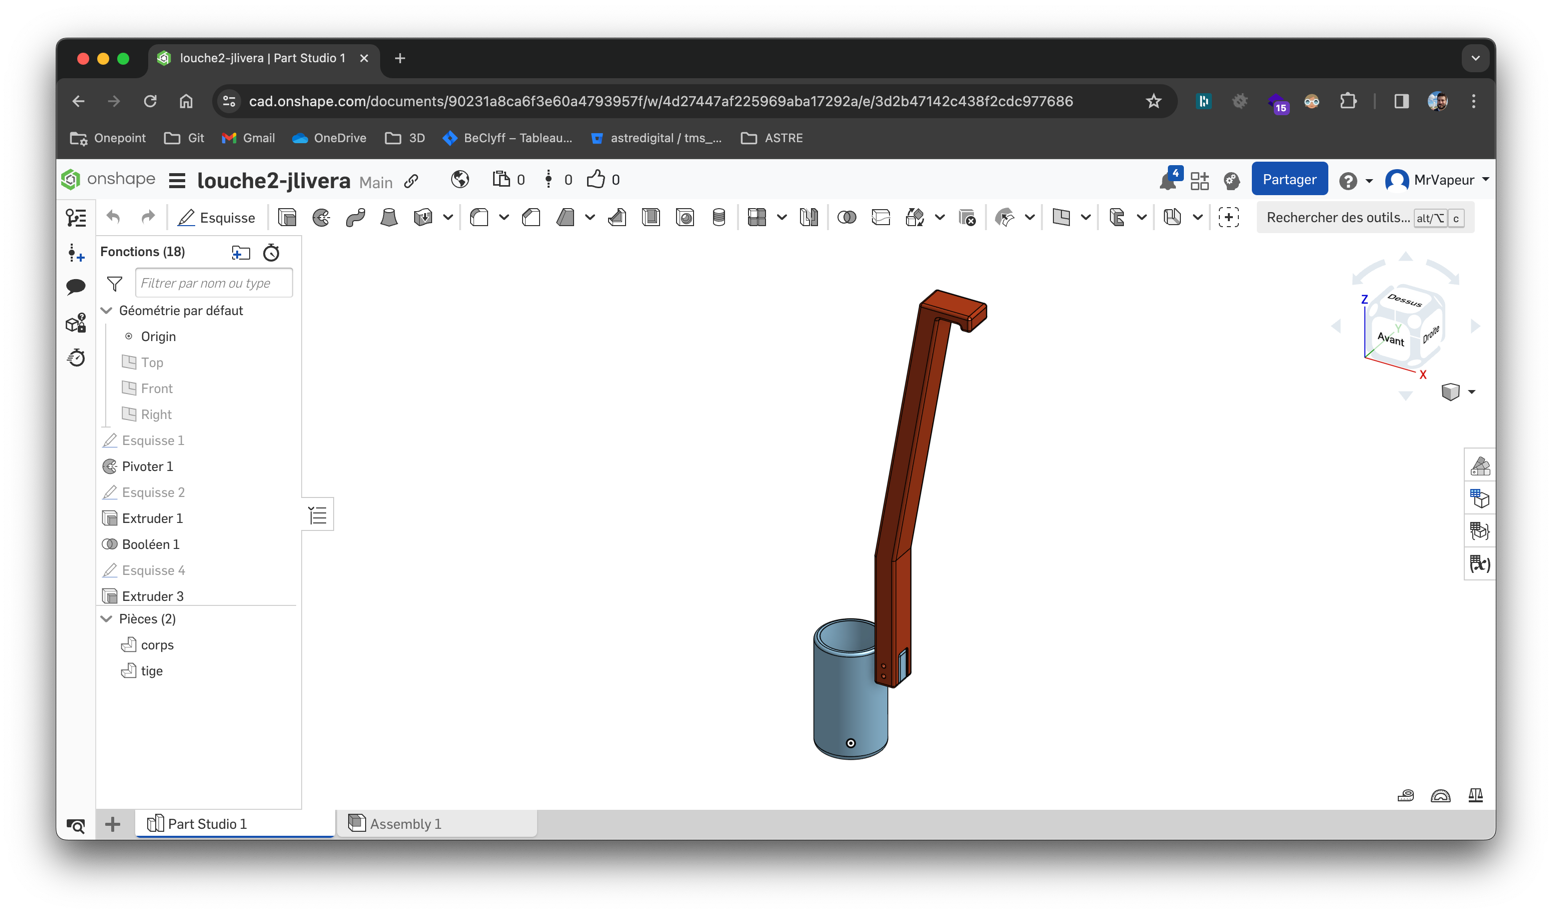 louche2-jlivera | Part Studio 1
cad.onshape.com/documents/90231a8ca6f3e60a4793957f/w/4d27447af225969aba17292a/e/3d2b47142c438f2cdc977686
15
Onepoint Git Gmail OneDrive 3D BeClyff – Tableau... astredigital / tms_... ASTRE
onshape louche2-jlivera Main 0 0 0 4 Partager MrVapeur
Esquisse Rechercher des outils... alt/⌥ c
Fonctions (18)
Filtrer par nom ou type
Géométrie par défaut
Origin
Top
Front
Right
Esquisse 1
Pivoter 1
Esquisse 2
Extruder 1
Booléen 1
Esquisse 4
Extruder 3
Pièces (2)
corps
tige
Z
Dessus
Y
Avant
Droite
X
(x)
Part Studio 1
Assembly 1